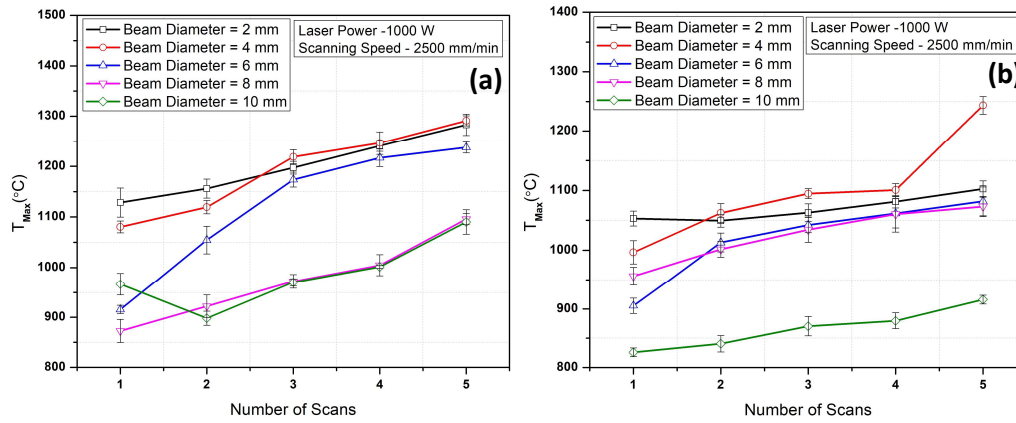 Beam Diameter = 2 mm
Beam Diameter = 4 mm
Beam Diameter = 6 mm
Beam Diameter = 8 mm
Beam Diameter = 10 mm
Laser Power -1000 W
Scanning Speed - 2500 mm/min
(a)
1500
1400
1300
1200
1100
1000
900
800
T_Max(°C)
1 2 3 4 5
Number of Scans
Beam Diameter = 2 mm
Beam Diameter = 4 mm
Beam Diameter = 6 mm
Beam Diameter = 8 mm
Beam Diameter = 10 mm
Laser Power -1000 W
Scanning Speed - 2500 mm/min
(b)
1400
1300
1200
1100
1000
900
800
T_Max(°C)
1 2 3 4 5
Number of Scans